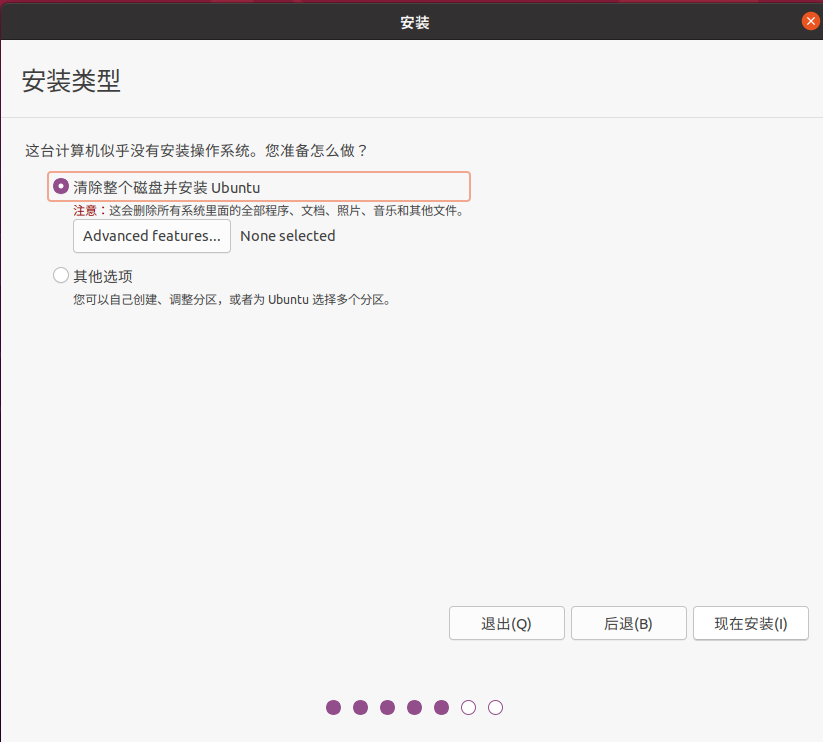 安装
安装类型
这台计算机似乎没有安装操作系统。您准备怎么做？
清除整个磁盘并安装 Ubuntu
注意：这会删除所有系统里面的全部程序、文档、照片、音乐和其他文件。
Advanced features... None selected
其他选项
您可以自己创建、调整分区，或者为 Ubuntu 选择多个分区。
退出(Q) 后退(B) 现在安装(I)